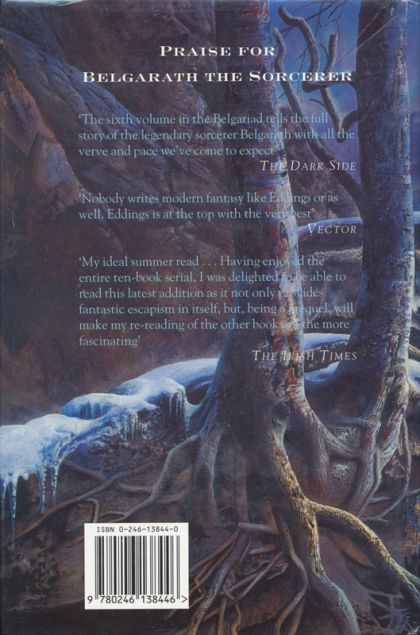 PRAISE FOR
BELGARATH THE SORCERER
'The sixth volume in the Belgariad tells the full
story of the legendary sorcerer Belgarath with all the
verve and pace we've come to expect'
THE DARK SIDE
'Nobody writes modern fantasy like Eddings or as
well. Eddings is at the top with the very best'
VECTOR
'My ideal summer read . . . Having enjoyed the
entire ten-book serial, I was delighted to be able to
read this latest addition as it not only provides
fantastic escapism in itself, but, being a prequel, will
make my re-reading of the other books all the more
fascinating'
THE IRISH TIMES
ISBN 0-246-13844-0
9 780246 138446 >